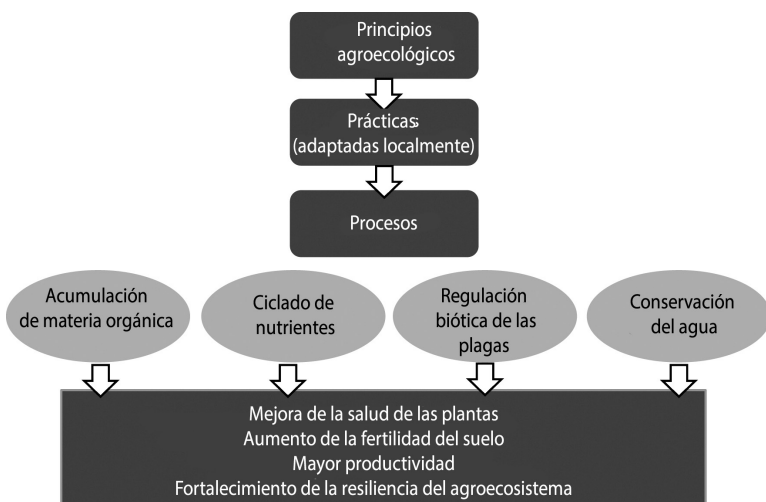 Principios
agroecológicos
Prácticas
(adaptadas localmente)
Procesos
Acumulación
de materia orgánica
Ciclado de
nutrientes
Regulación
biótica de las
plagas
Conservación
del agua
Mejora de la salud de las plantas
Aumento de la fertilidad del suelo
Mayor productividad
Fortalecimiento de la resiliencia del agroecosistema